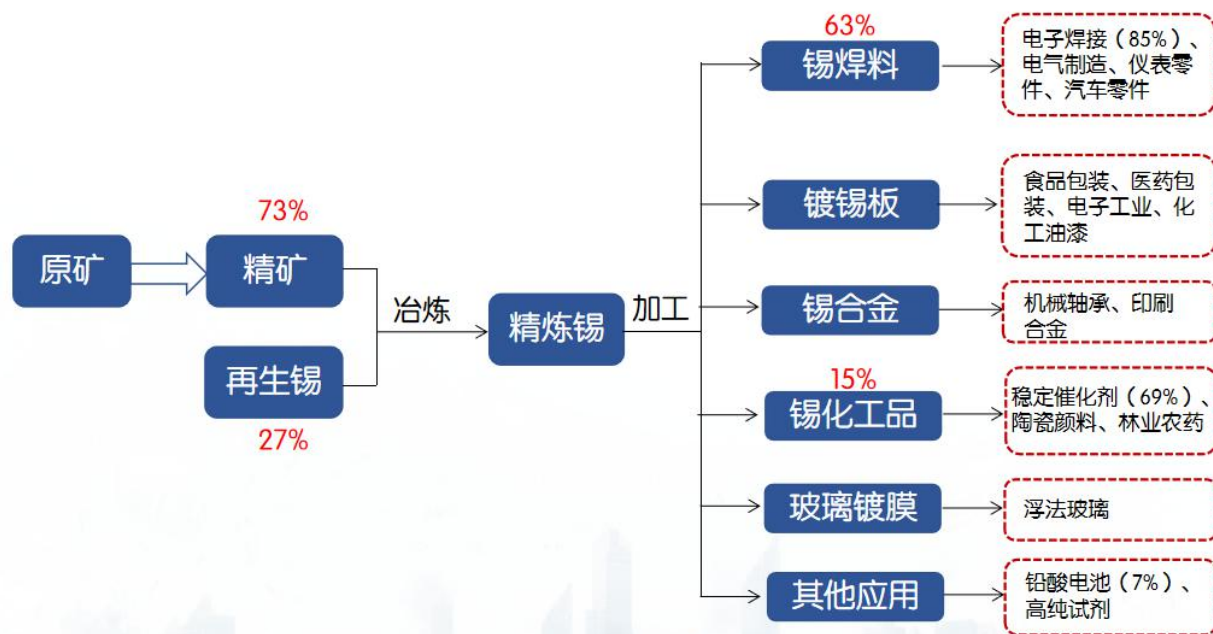 原矿
73%
精矿
再生锡
27%
冶炼
精炼锡
加工
63%
锡焊料
电子焊接（85%）、
电气制造、仪表零
件、汽车零件
镀锡板
食品包装、医药包
装、电子工业、化
工油漆
锡合金
机械轴承、印刷
合金
15%
锡化工品
稳定催化剂（69%）、
陶瓷颜料、林业农药
玻璃镀膜
浮法玻璃
其他应用
铅酸电池（7%）、
高纯试剂